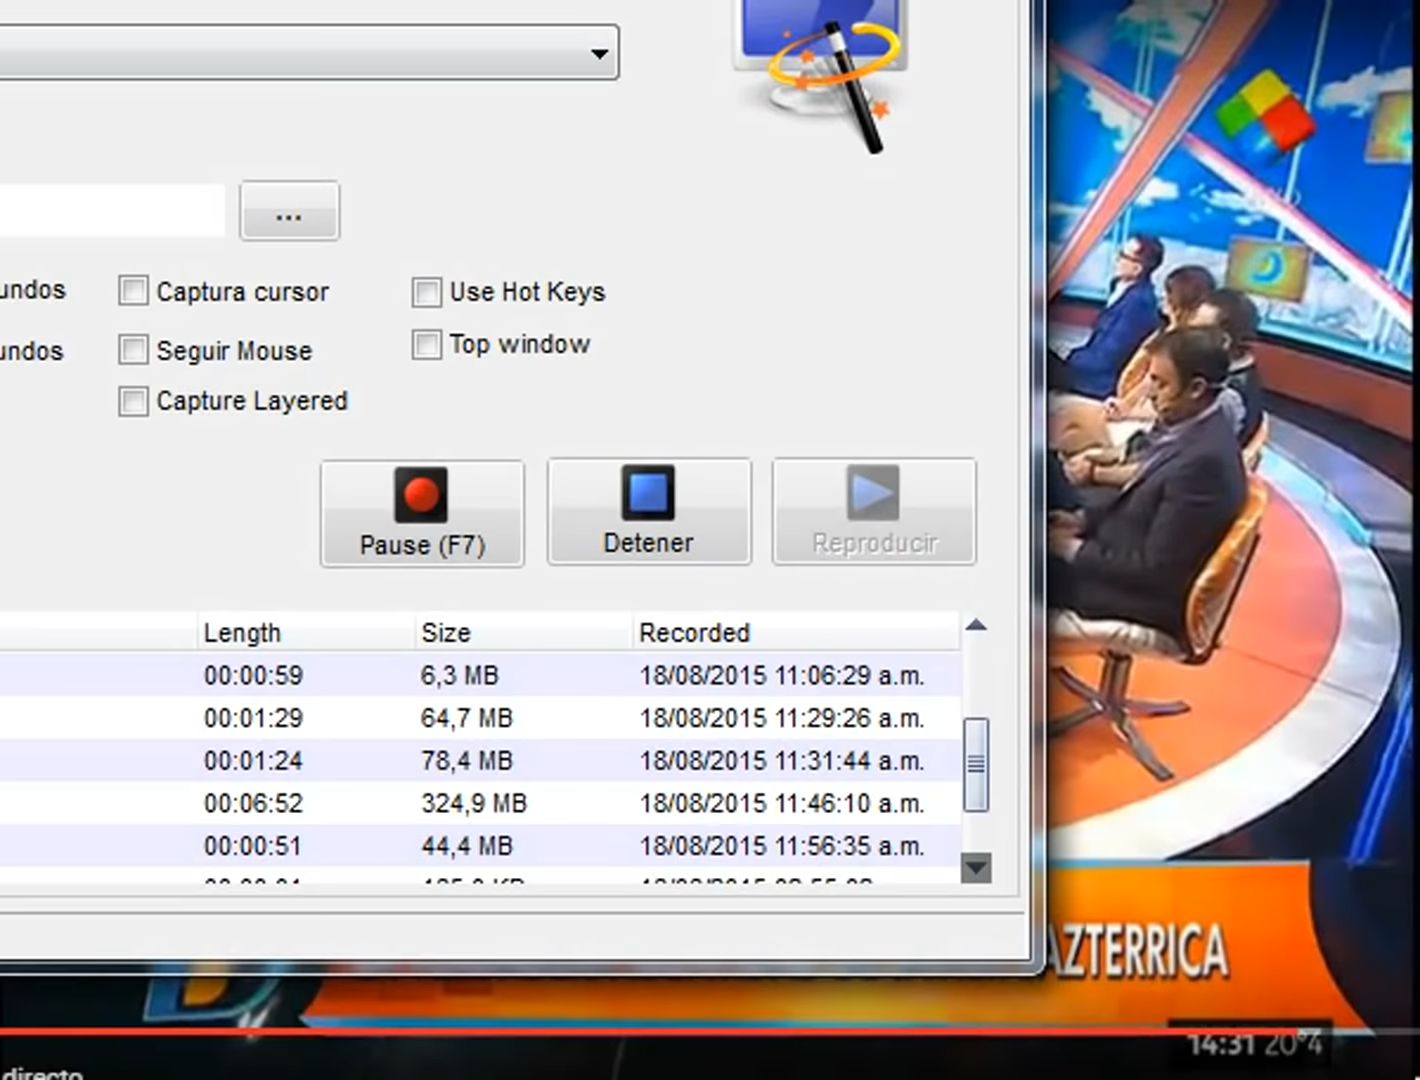 ...
undos
Captura cursor
Use Hot Keys
undos
Seguir Mouse
Top window
Capture Layered
Pause (F7)
Detener
Reproducir
Length Size Recorded
00:00:59 6,3 MB 18/08/2015 11:06:29 a.m.
00:01:29 64,7 MB 18/08/2015 11:29:26 a.m.
00:01:24 78,4 MB 18/08/2015 11:31:44 a.m.
00:06:52 324,9 MB 18/08/2015 11:46:10 a.m.
00:00:51 44,4 MB 18/08/2015 11:56:35 a.m.
AZTERRICA
14:31 20°4
directo